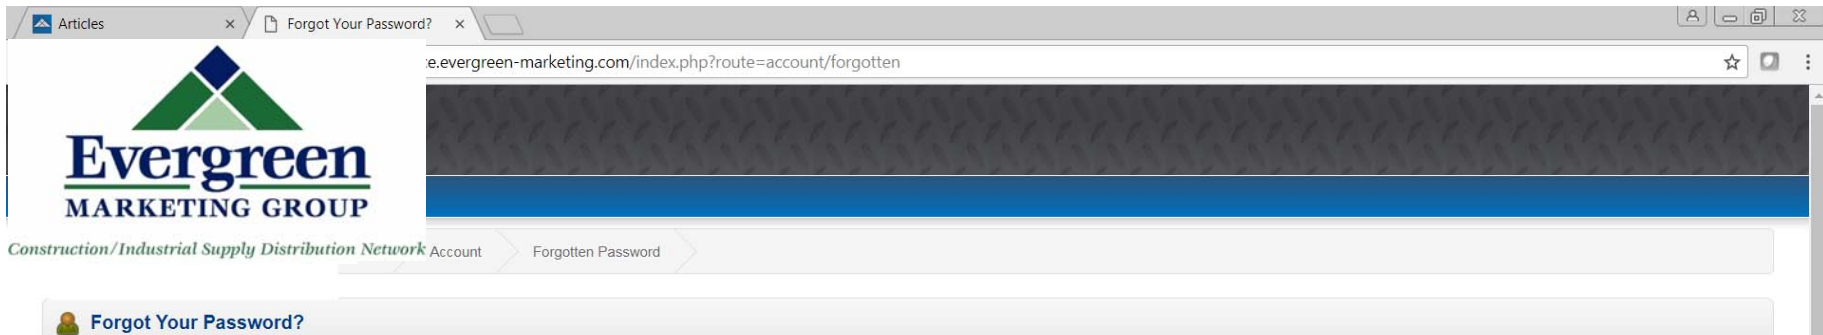 Articles
Forgot Your Password?
e.evergreen-marketing.com/index.php?route=account/forgotten
Evergreen
MARKETING GROUP
Construction/Industrial Supply Distribution Network
Account
Forgotten Password
Forgot Your Password?